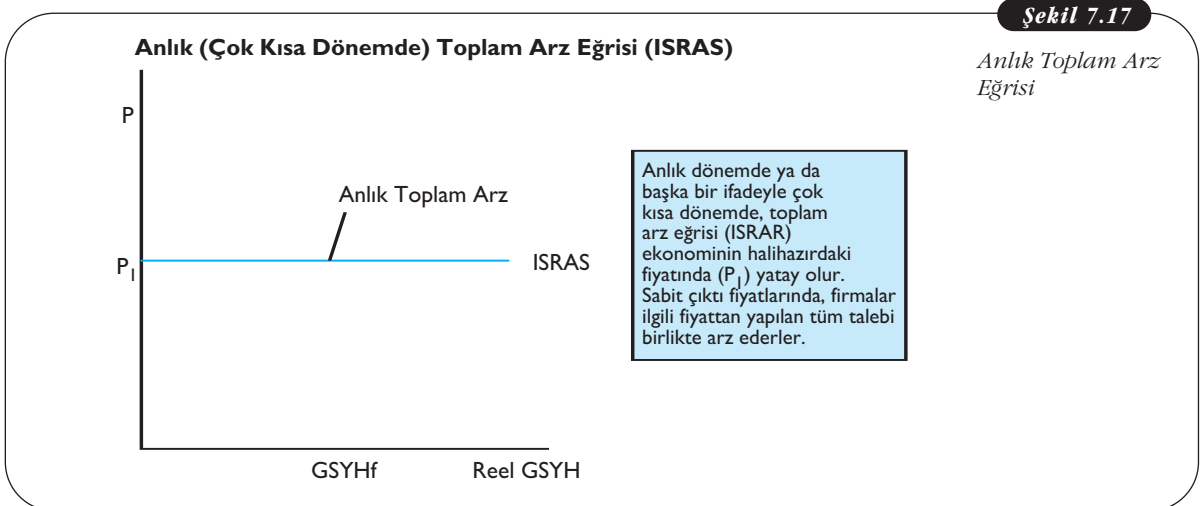 Şekil 7.17
Anlık Toplam Arz
Eğrisi
Anlık (Çok Kısa Dönemde) Toplam Arz Eğrisi (ISRAS)
P
Anlık Toplam Arz
P1
ISRAS
Anlık dönemde ya da
başka bir ifadeyle çok
kısa dönemde, toplam
arz eğrisi (ISRAR)
ekonominin halihazırdaki
fiyatında (P1) yatay olur.
Sabit çıktı fiyatlarında, firmalar
ilgili fiyattan yapılan tüm talebi
birlikte arz ederler.
GSYHf
Reel GSYH